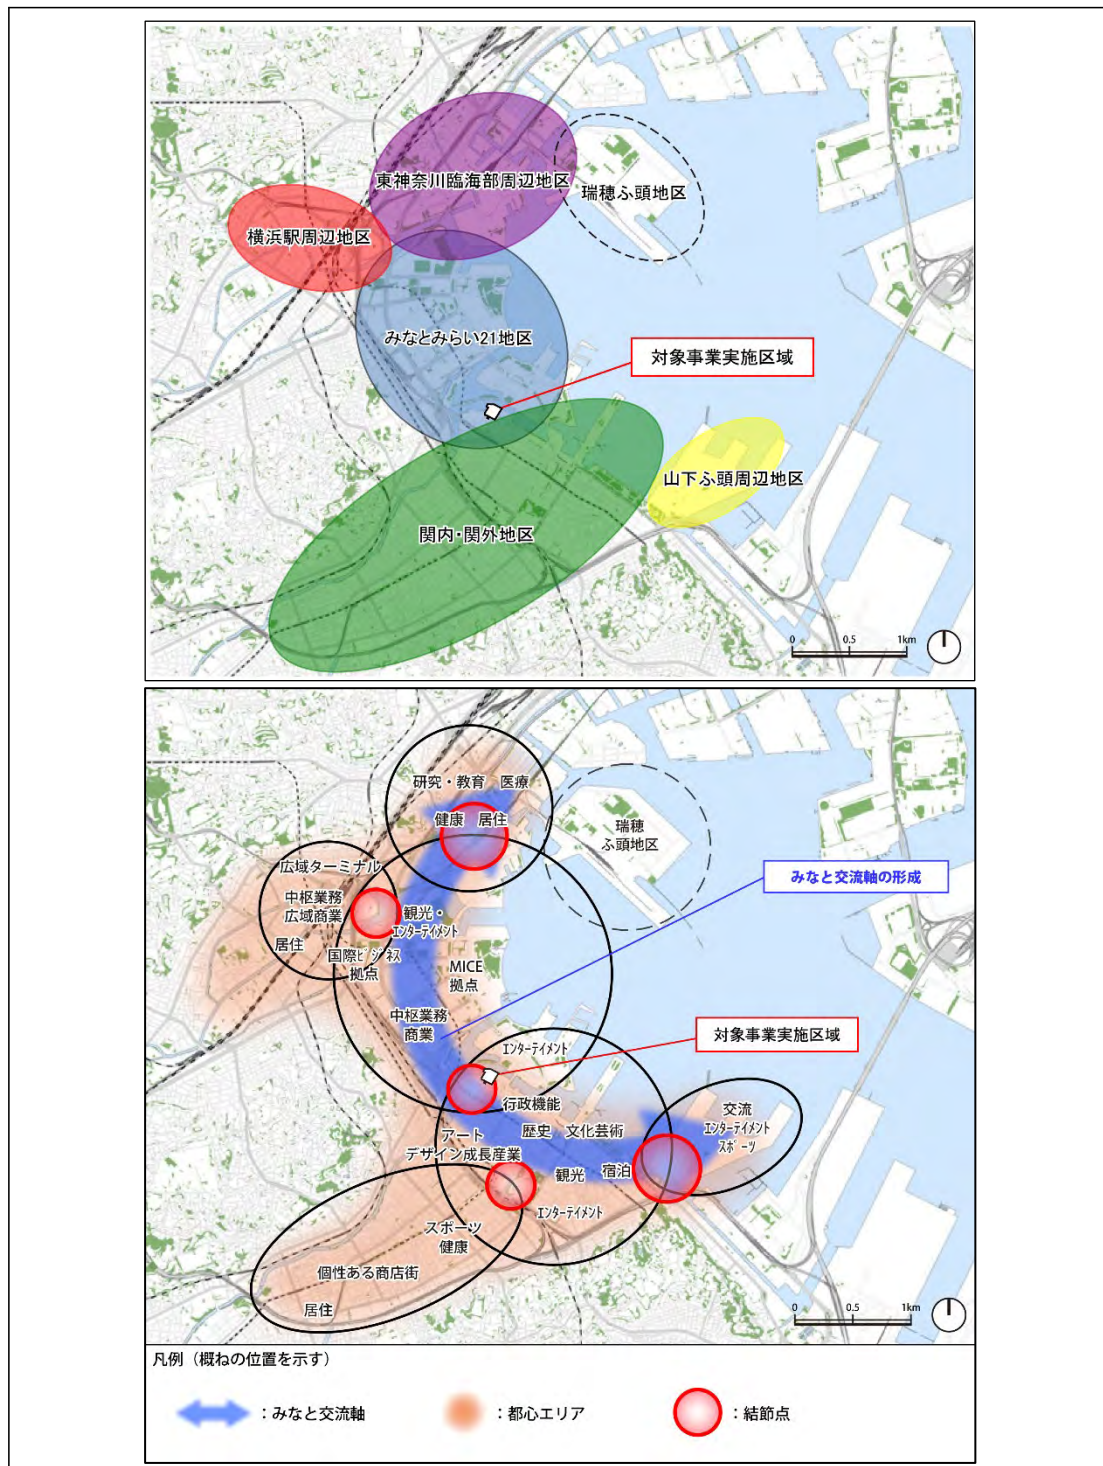 東神奈川臨海部周辺地区
瑞穂ふ頭地区
横浜駅周辺地区
みなとみらい21地区
対象事業実施区域
山下ふ頭周辺地区
関内・関外地区
0 0.5 1km
研究・教育 医療
健康 居住
瑞穂
ふ頭地区
広域ターミナル
みなと交流軸の形成
中枢業務
広域商業
観光・
エンターテイメント
居住
国際ビジネス
拠点
MICE
拠点
中枢業務
商業
対象事業実施区域
エンターテイメント
行政機能
交流
エンターテイメント
スポーツ
歴史 文化芸術
アート
デザイン成長産業
観光
宿泊
エンターテイメント
スポーツ
健康
個性ある商店街
居住
0 0.5 1km
凡例（概ねの位置を示す）
：みなと交流軸
：都心エリア
：結節点